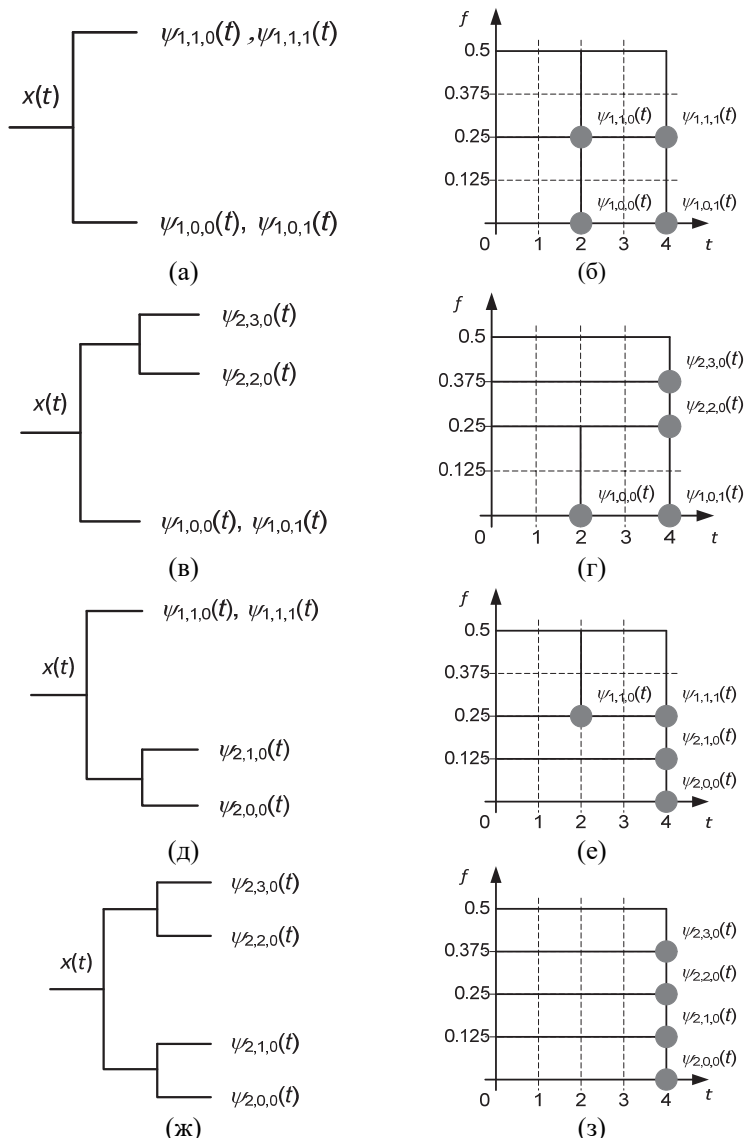 ψ1,1,0(t) ,ψ1,1,1(t)
x(t)
ψ1,0,0(t), ψ1,0,1(t)
(а)
f
0.5
0.375
ψ1,1,0(t) ψ1,1,1(t)
0.25
0.125
ψ1,0,0(t) ψ1,0,1(t)
0 1 2 3 4 t
(б)
ψ2,3,0(t)
ψ2,2,0(t)
x(t)
ψ1,0,0(t), ψ1,0,1(t)
(в)
f
0.5
ψ2,3,0(t)
0.375
ψ2,2,0(t)
0.25
0.125
ψ1,0,0(t) ψ1,0,1(t)
0 1 2 3 4 t
(г)
ψ1,1,0(t), ψ1,1,1(t)
x(t)
ψ2,1,0(t)
ψ2,0,0(t)
(д)
f
0.5
0.375
ψ1,1,0(t) ψ1,1,1(t)
0.25
ψ2,1,0(t)
0.125
ψ2,0,0(t)
0 1 2 3 4 t
(е)
ψ2,3,0(t)
ψ2,2,0(t)
x(t)
ψ2,1,0(t)
ψ2,0,0(t)
(ж)
f
0.5
ψ2,3,0(t)
0.375
ψ2,2,0(t)
0.25
ψ2,1,0(t)
0.125
ψ2,0,0(t)
0 1 2 3 4 t
(з)